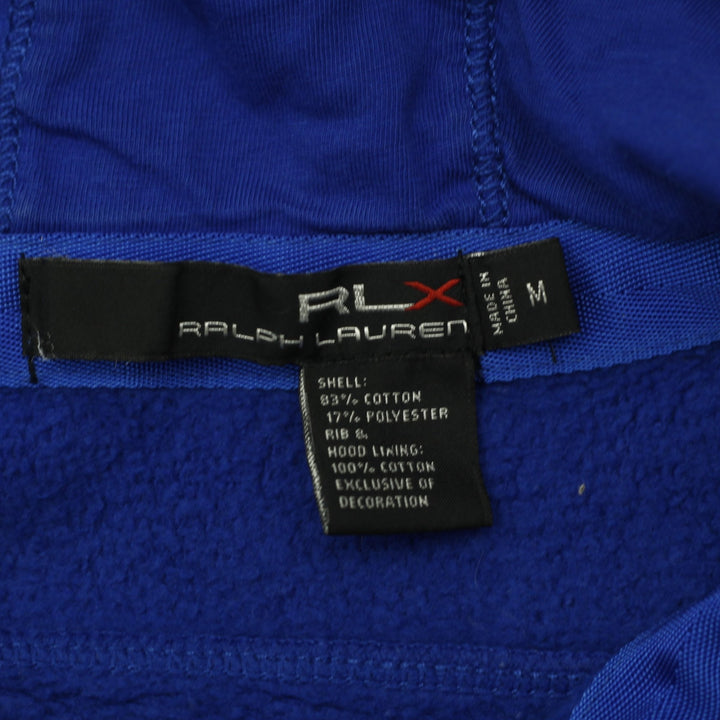 RLX
RALPH LAUREN
MADE IN
CHINA
M
SHELL:
83% COTTON
17% POLYESTER
RIB &
HOOD LINING:
100% COTTON
EXCLUSIVE OF
DECORATION